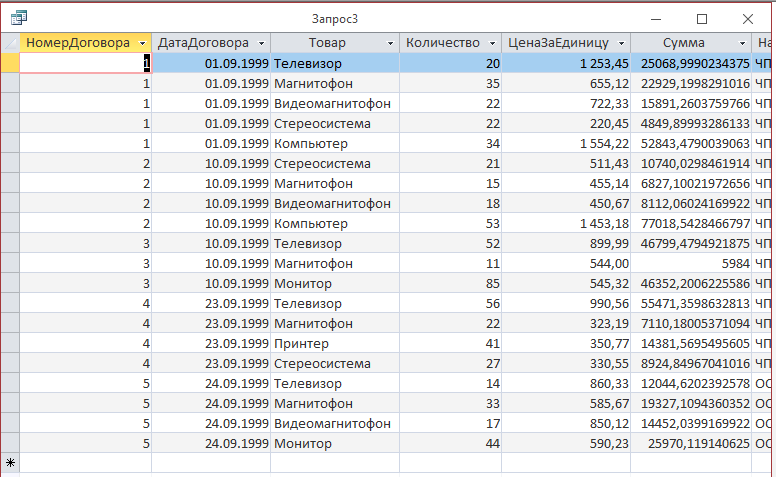 Запрос3
НомерДоговора ДатаДоговора Товар Количество ЦенаЗаЕдиницу Сумма На
1 01.09.1999 Телевизор 20 1 253,45 25068,9990234375 ЧП
1 01.09.1999 Магнитофон 35 655,12 22929,1998291016 ЧП
1 01.09.1999 Видеомагнитофон 22 722,33 15891,2603759766 ЧП
1 01.09.1999 Стереосистема 22 220,45 4849,89993286133 ЧП
1 01.09.1999 Компьютер 34 1 554,22 52843,4790039063 ЧП
2 10.09.1999 Стереосистема 21 511,43 10740,0298461914 ЧП
2 10.09.1999 Магнитофон 15 455,14 6827,10021972656 ЧП
2 10.09.1999 Видеомагнитофон 18 450,67 8112,06024169922 ЧП
2 10.09.1999 Компьютер 53 1 453,18 77018,5428466797 ЧП
3 10.09.1999 Телевизор 52 899,99 46799,4794921875 ЧП
3 10.09.1999 Магнитофон 11 544,00 5984 ЧП
3 10.09.1999 Монитор 85 545,32 46352,2006225586 ЧП
4 23.09.1999 Телевизор 56 990,56 55471,3598632813 ЧП
4 23.09.1999 Магнитофон 22 323,19 7110,18005371094 ЧП
4 23.09.1999 Принтер 41 350,77 14381,5695495605 ЧП
4 23.09.1999 Стереосистема 27 330,55 8924,84967041016 ЧП
5 24.09.1999 Телевизор 14 860,33 12044,6202392578 ОС
5 24.09.1999 Магнитофон 33 585,67 19327,1094360352 ОС
5 24.09.1999 Видеомагнитофон 17 850,12 14452,0399169922 ОС
5 24.09.1999 Монитор 44 590,23 25970,119140625 ОС